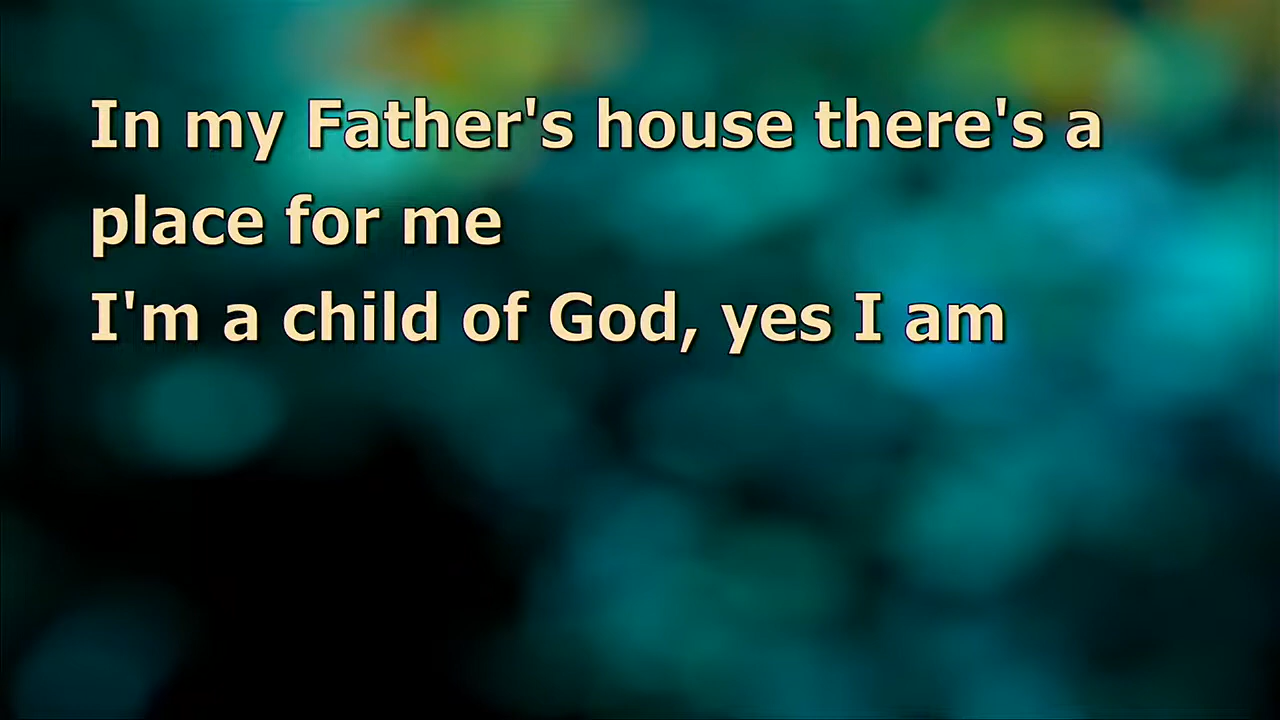 In my Father's house there's a
place for me
I'm a child of God, yes I am